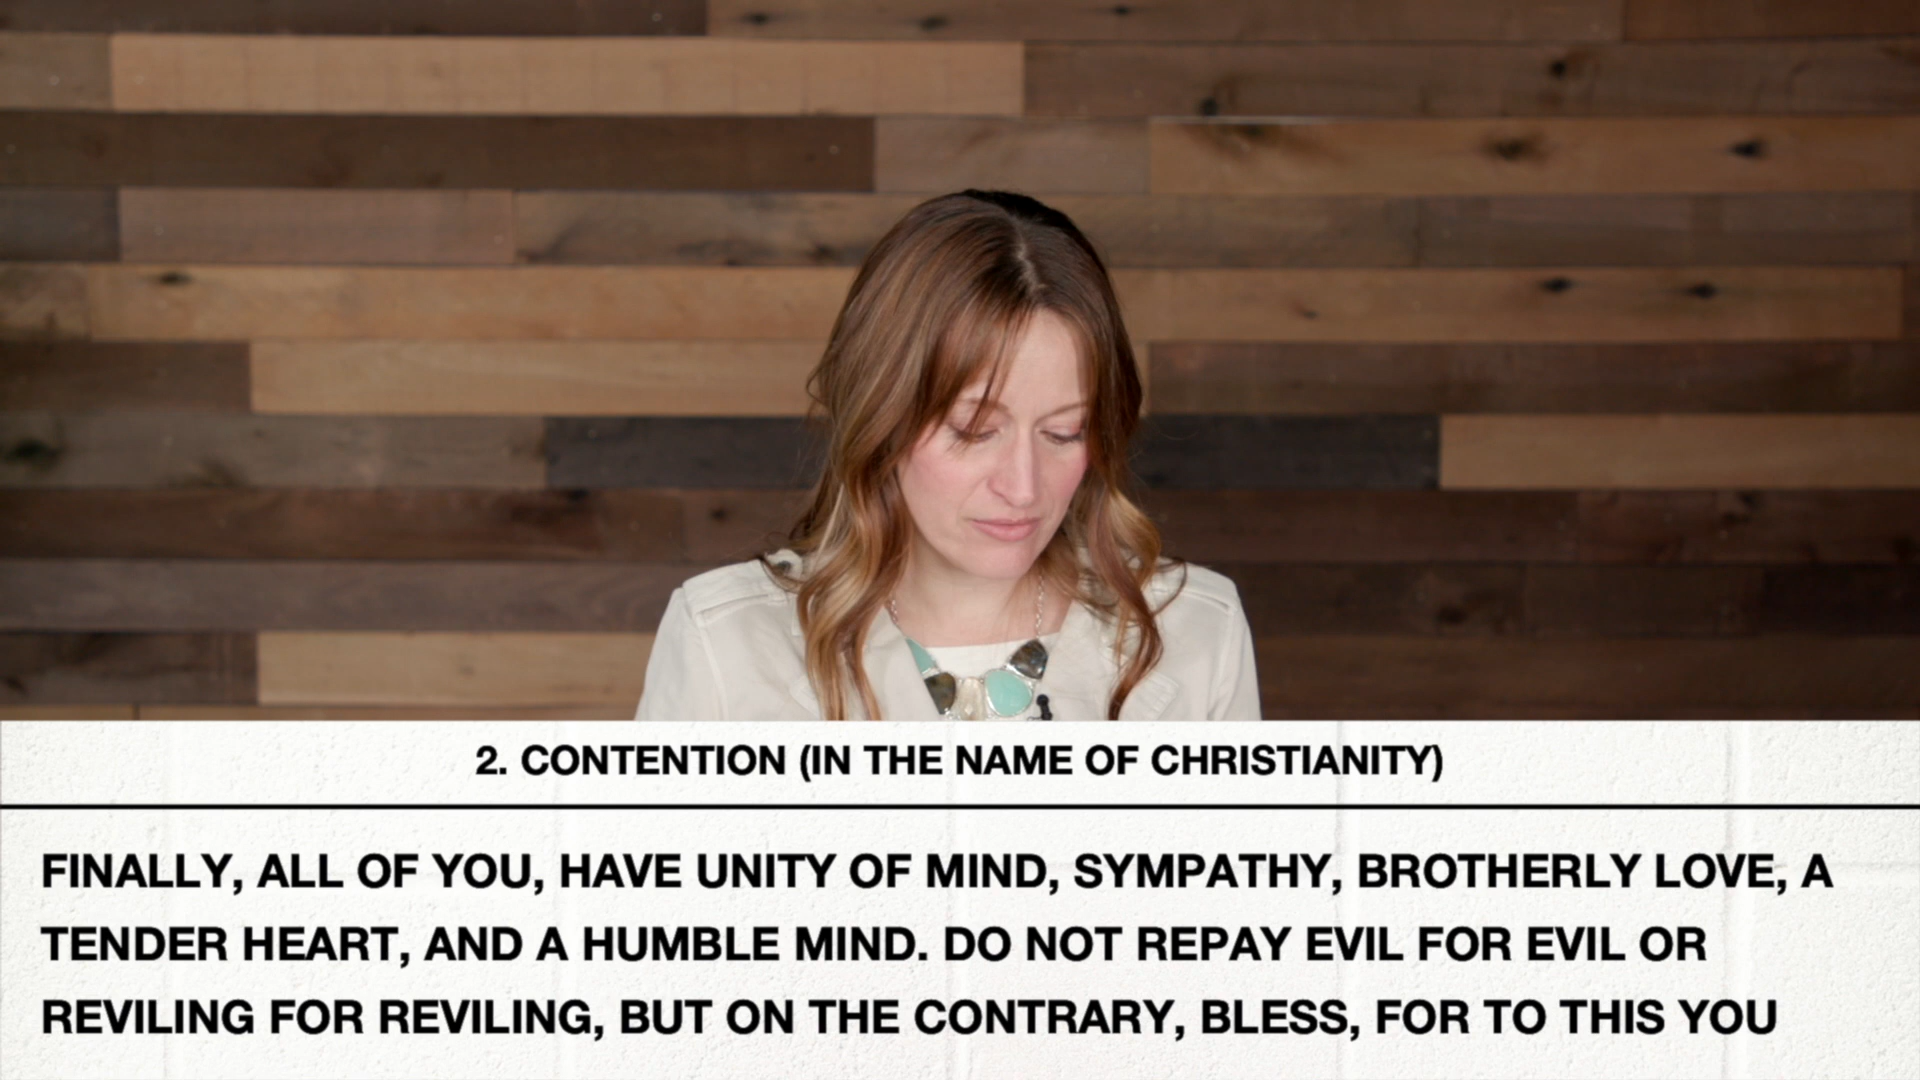 2. CONTENTION (IN THE NAME OF CHRISTIANITY)
FINALLY, ALL OF YOU, HAVE UNITY OF MIND, SYMPATHY, BROTHERLY LOVE, A
TENDER HEART, AND A HUMBLE MIND. DO NOT REPAY EVIL FOR EVIL OR
REVILING FOR REVILING, BUT ON THE CONTRARY, BLESS, FOR TO THIS YOU